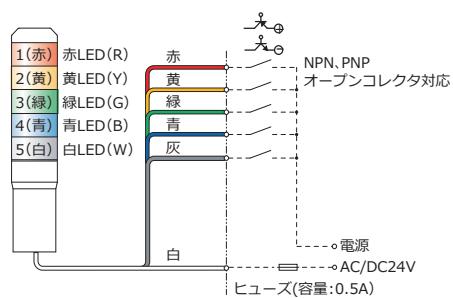 1(赤) 赤LED(R)
2(黄) 黄LED(Y)
3(緑) 緑LED(G)
4(青) 青LED(B)
5(白) 白LED(W)
赤
黄
緑
青
灰
白
NPN、PNP
オープンコレクタ対応
電源
AC/DC24V
ヒューズ(容量:0.5A)